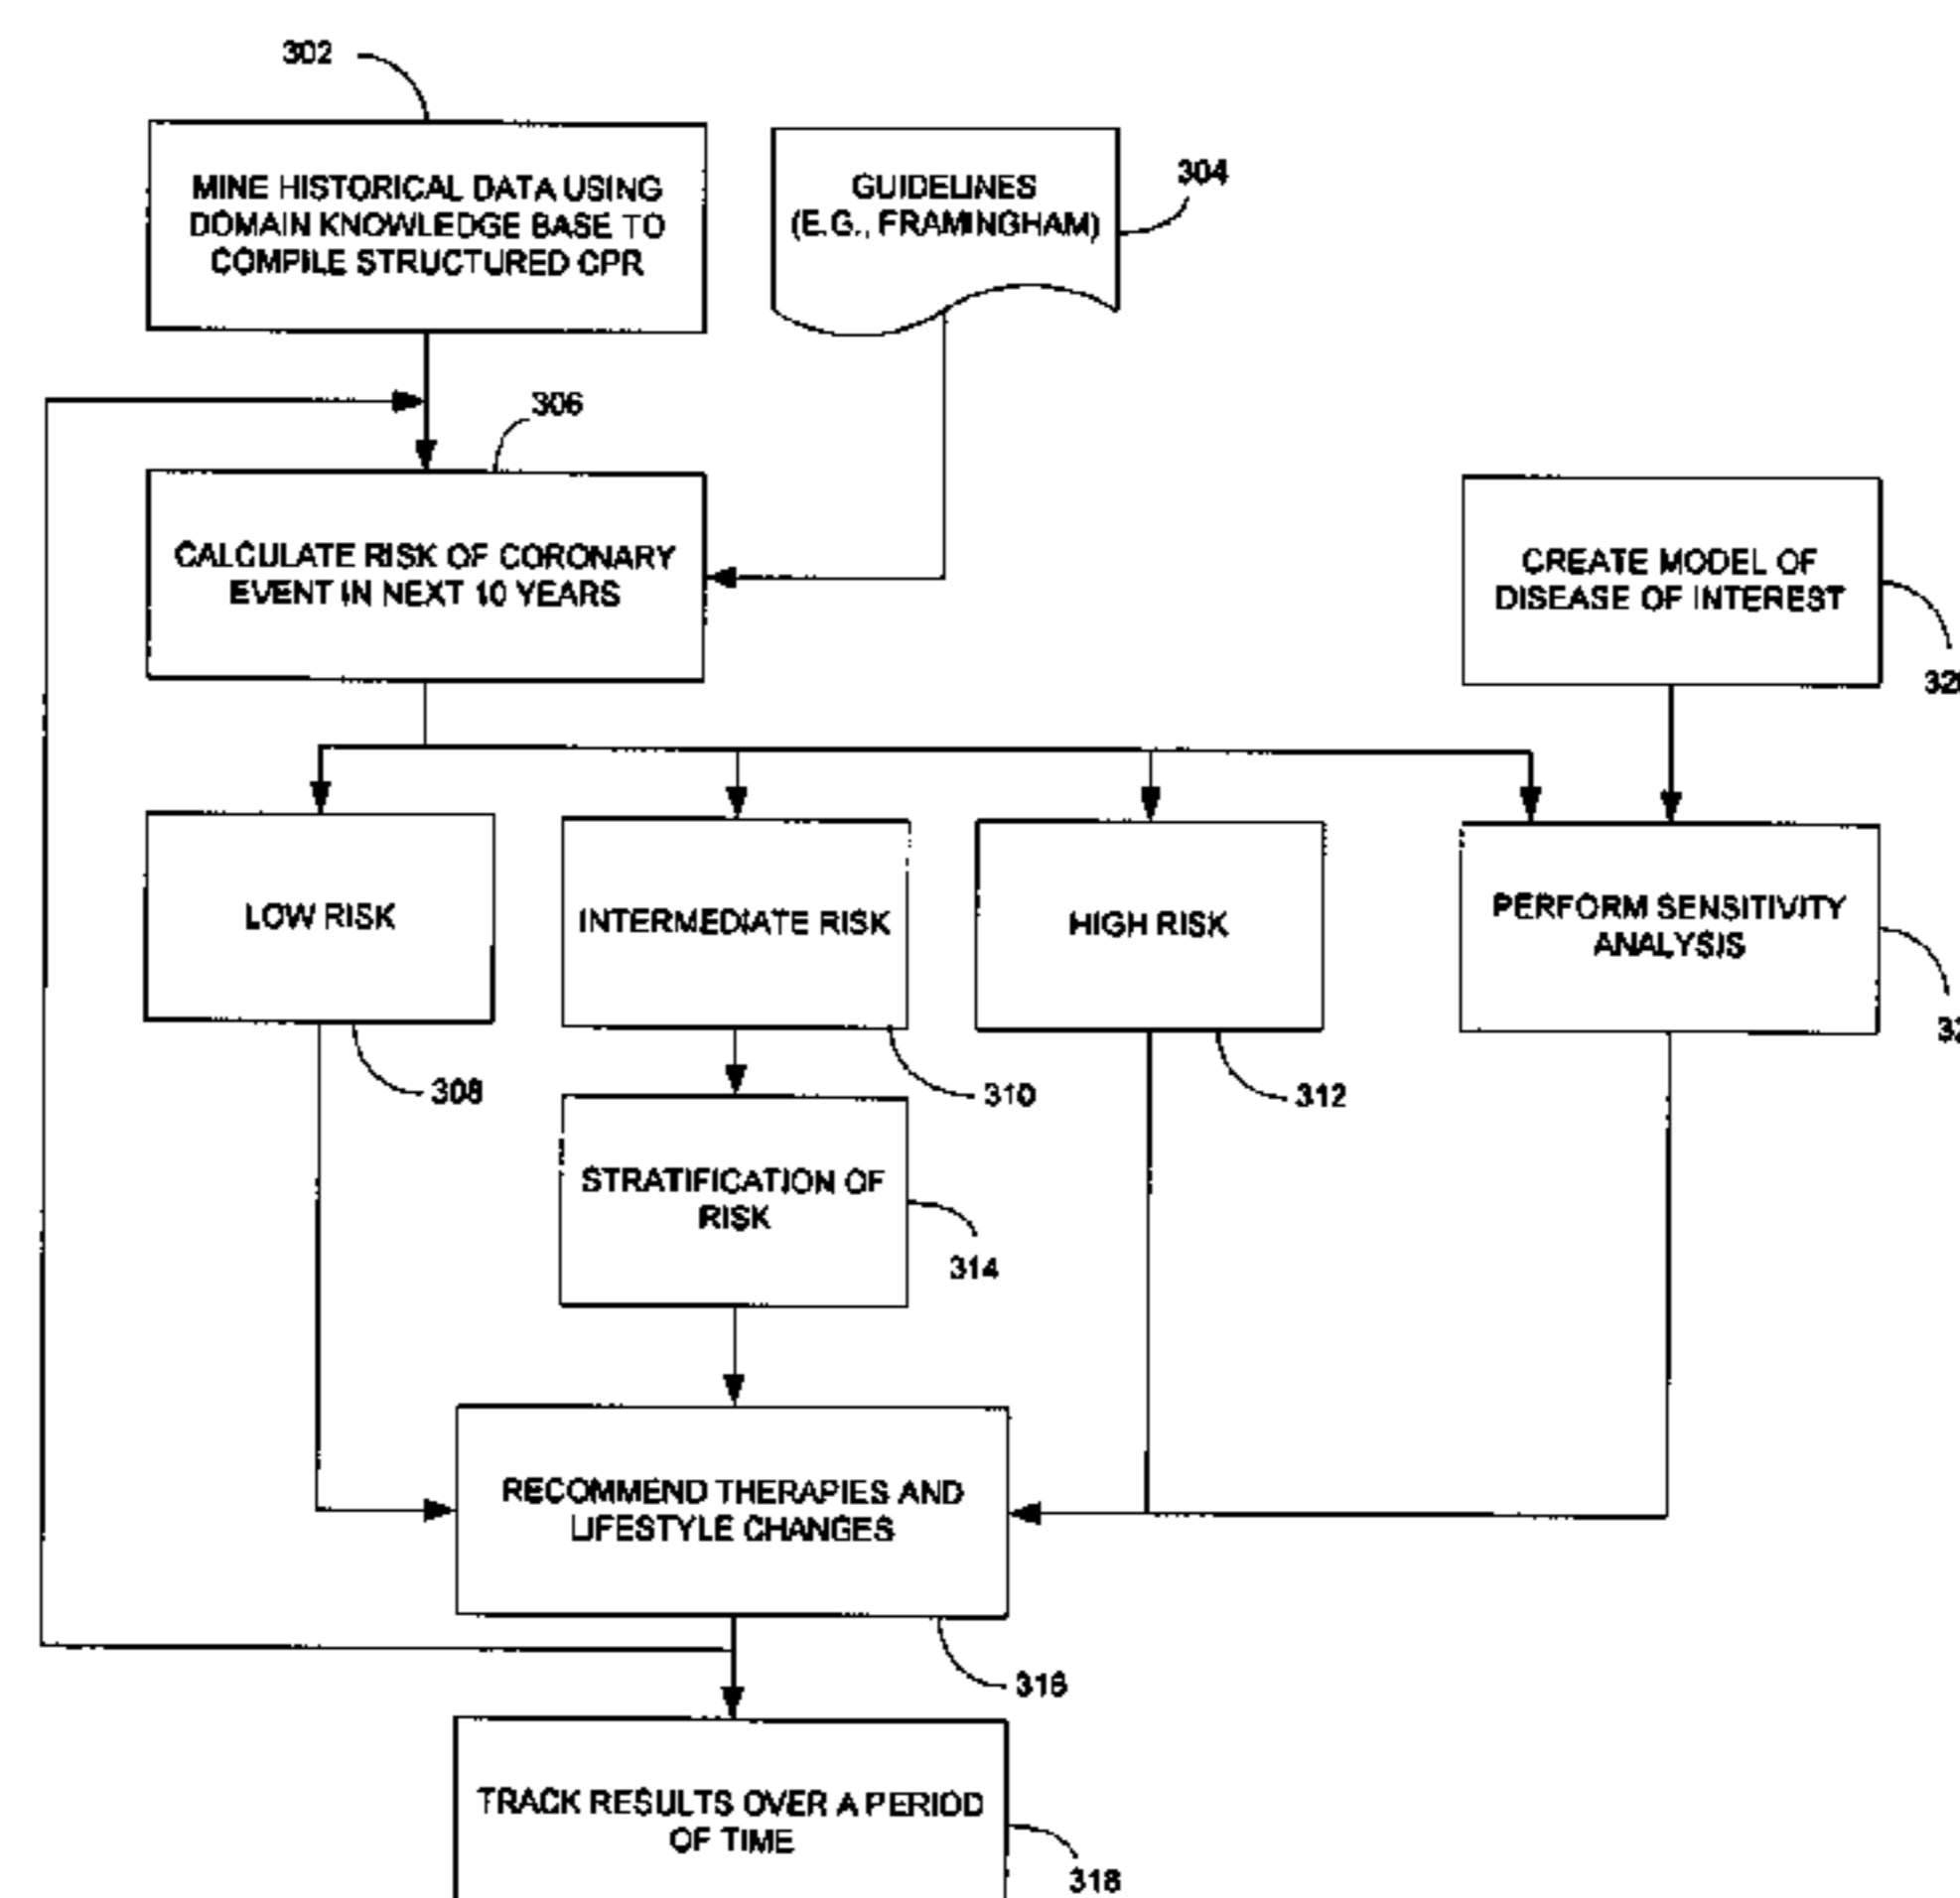 302
MINE HISTORICAL DATA USING
DOMAIN KNOWLEDGE BASE TO
COMPILE STRUCTURED CPR
GUIDELINES
(E.G., FRAMINGHAM)
304
306
CALCULATE RISK OF CORONARY
EVENT IN NEXT 10 YEARS
CREATE MODEL OF
DISEASE OF INTEREST
LOW RISK
INTERMEDIATE RISK
HIGH RISK
PERFORM SENSITIVITY
ANALYSIS
308
310
312
STRATIFICATION OF
RISK
314
RECOMMEND THERAPIES AND
LIFESTYLE CHANGES
316
TRACK RESULTS OVER A PERIOD
OF TIME
318